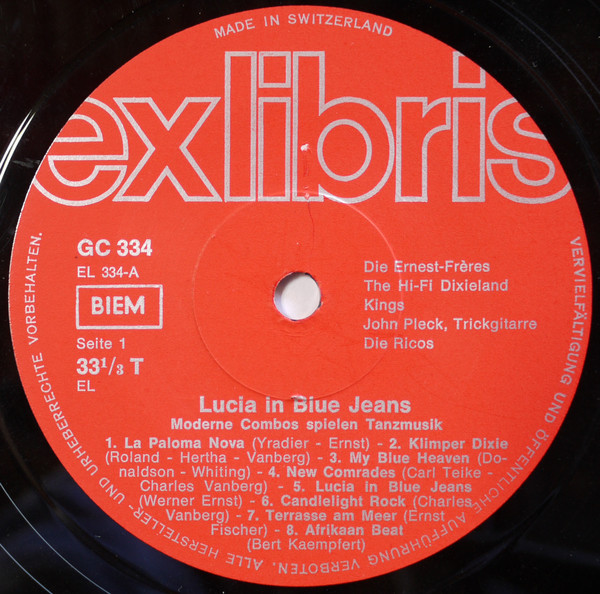 MADE IN SWITZERLAND
exlibris
GC 334
EL 334-A
BIEM
Seite 1
33 1/3 T
EL
Die Ernest-Frères
The Hi-Fi Dixieland
Kings
John Pleck, Trickgitarre
Die Ricos
Lucia in Blue Jeans
Moderne Combos spielen Tanzmusik
1. La Paloma Nova (Yradier - Ernst) - 2. Klimper Dixie
(Roland - Hertha - Vanberg) - 3. My Blue Heaven (Do-
naldson - Whiting) - 4. New Comrades (Carl Teike -
Charles Vanberg) - 5. Lucia in Blue Jeans
(Werner Ernst) - 6. Candlelight Rock (Charles
Vanberg) - 7. Terrasse am Meer (Ernst -
Fischer) - 8. Afrikaan Beat
(Bert Kaempfert)
ALLE HERSTELLER- UND URHEBERRECHTE VORBEHALTEN.
VERVIELFÄLTIGUNG UND ÖFFENTLICHE AUFFÜHRUNG VERBOTEN.